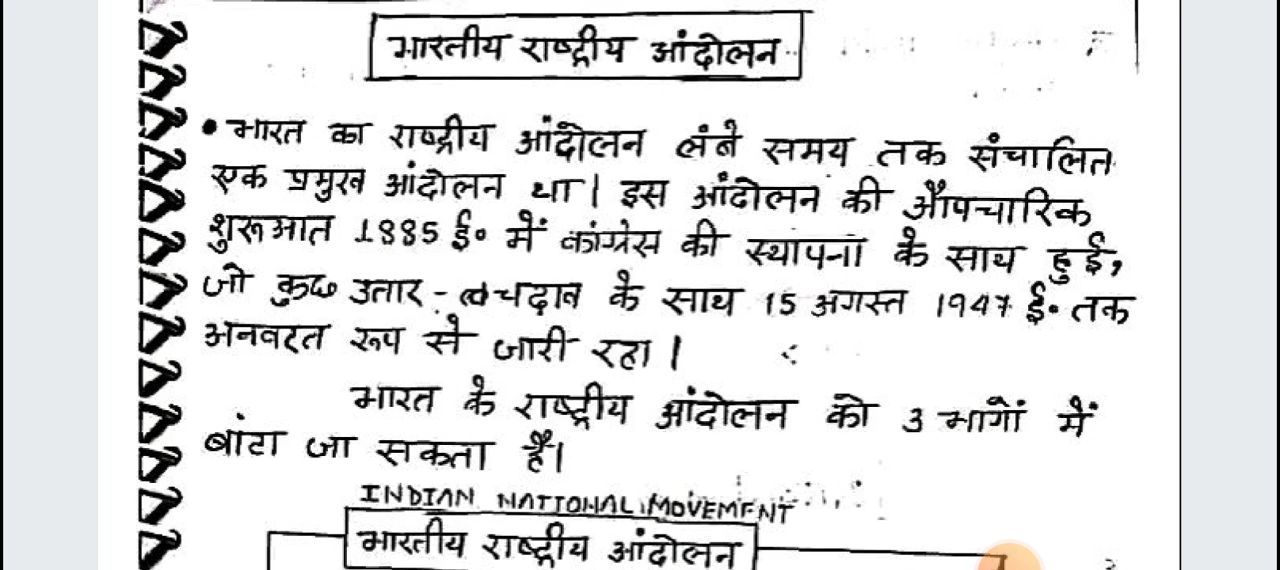 भारतीय राष्ट्रीय आंदोलन
• भारत का राष्ट्रीय आंदोलन लंबे समय तक संचालित
एक प्रमुख आंदोलन था। इस आंदोलन की औपचारिक
शुरूआत 1885 ई० में कांग्रेस की स्थापना के साथ हुई,
जो कुछ उतार - चढाव के साथ 15 अगस्त 1947 ई. तक
अनवरत रूप से जारी रहा।
भारत के राष्ट्रीय आंदोलन को 3 भागों में
बांटा जा सकता है।
INDIAN NATIONAL MOVEMENT
भारतीय राष्ट्रीय आंदोलन